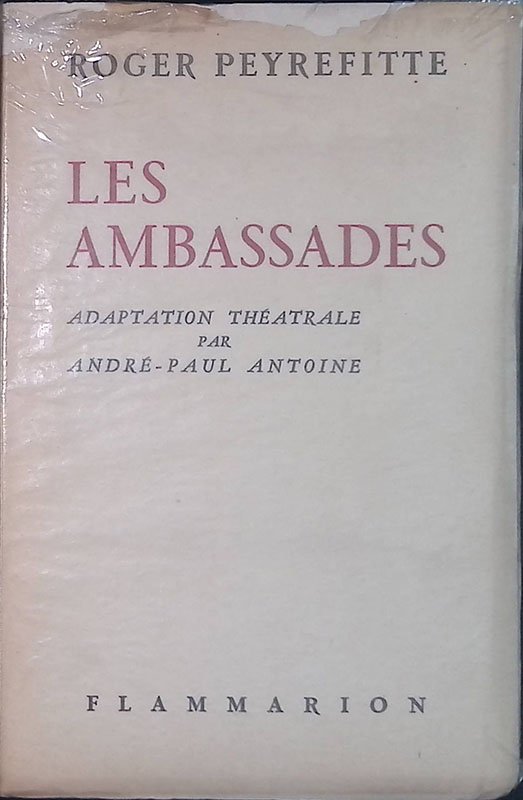 ROGER PEYREFITTE
LES
AMBASSADES
ADAPTATION THÉATRALE
PAR
ANDRÉ-PAUL ANTOINE
FLAMMARION